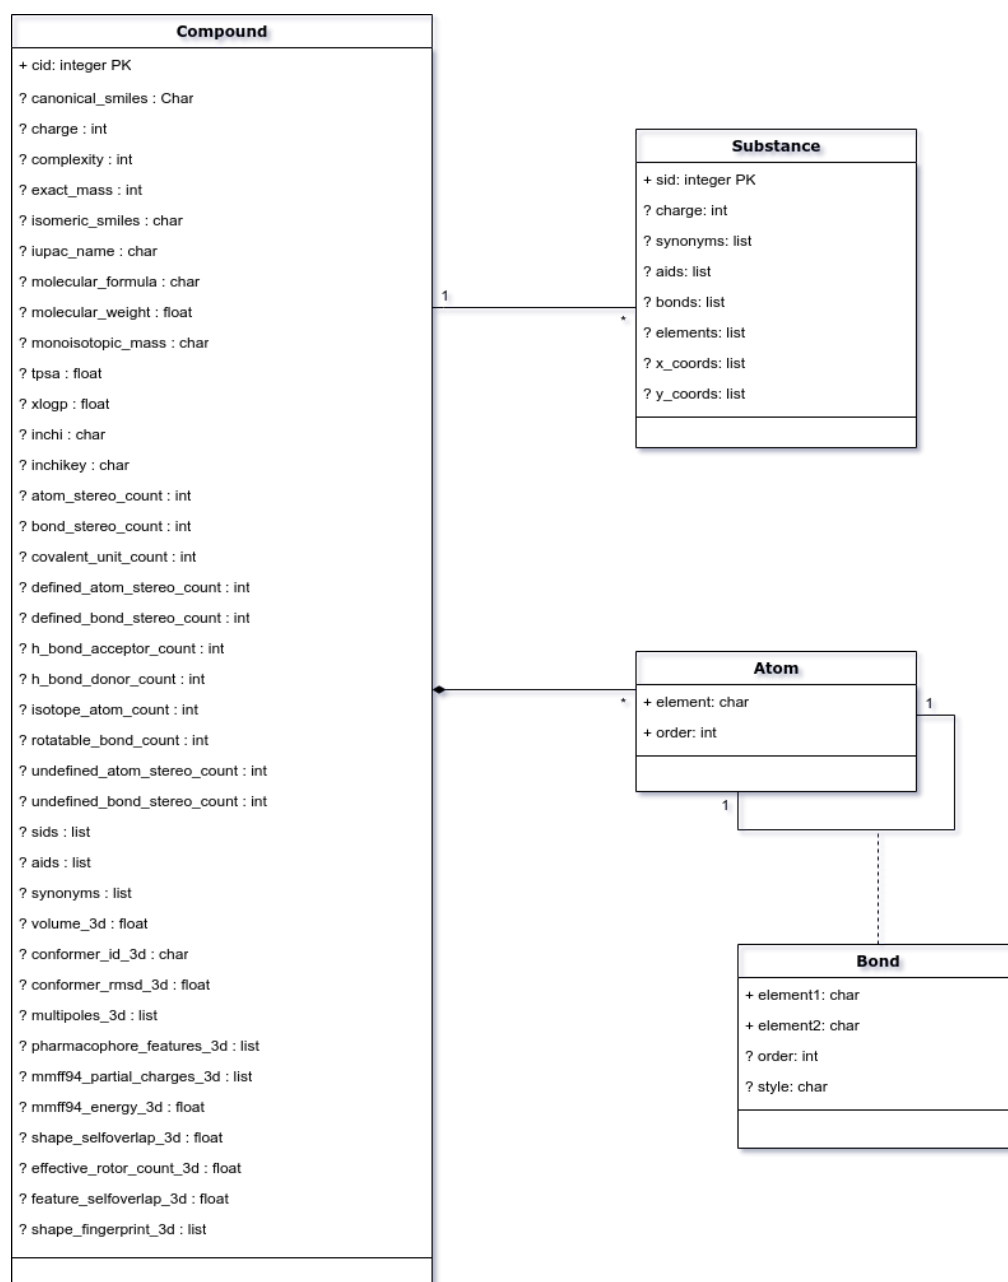 Compound
+ cid: integer PK
? canonical_smiles : Char
? charge : int
? complexity : int
? exact_mass : int
? isomeric_smiles : char
? iupac_name : char
? molecular_formula : char
? molecular_weight : float
? monoisotopic_mass : char
? tpsa : float
? xlogp : float
? inchi : char
? inchikey : char
? atom_stereo_count : int
? bond_stereo_count : int
? covalent_unit_count : int
? defined_atom_stereo_count : int
? defined_bond_stereo_count : int
? h_bond_acceptor_count : int
? h_bond_donor_count : int
? isotope_atom_count : int
? rotatable_bond_count : int
? undefined_atom_stereo_count : int
? undefined_bond_stereo_count : int
? sids : list
? aids : list
? synonyms : list
? volume_3d : float
? conformer_id_3d : char
? conformer_rmsd_3d : float
? multipoles_3d : list
? pharmacophore_features_3d : list
? mmff94_partial_charges_3d : list
? mmff94_energy_3d : float
? shape_selfoverlap_3d : float
? effective_rotor_count_3d : float
? feature_selfoverlap_3d : float
? shape_fingerprint_3d : list
1
*
Substance
+ sid: integer PK
? charge: int
? synonyms: list
? aids: list
? bonds: list
? elements: list
? x_coords: list
? y_coords: list
*
Atom
+ element: char
+ order: int
1
1
Bond
+ element1: char
+ element2: char
? order: int
? style: char